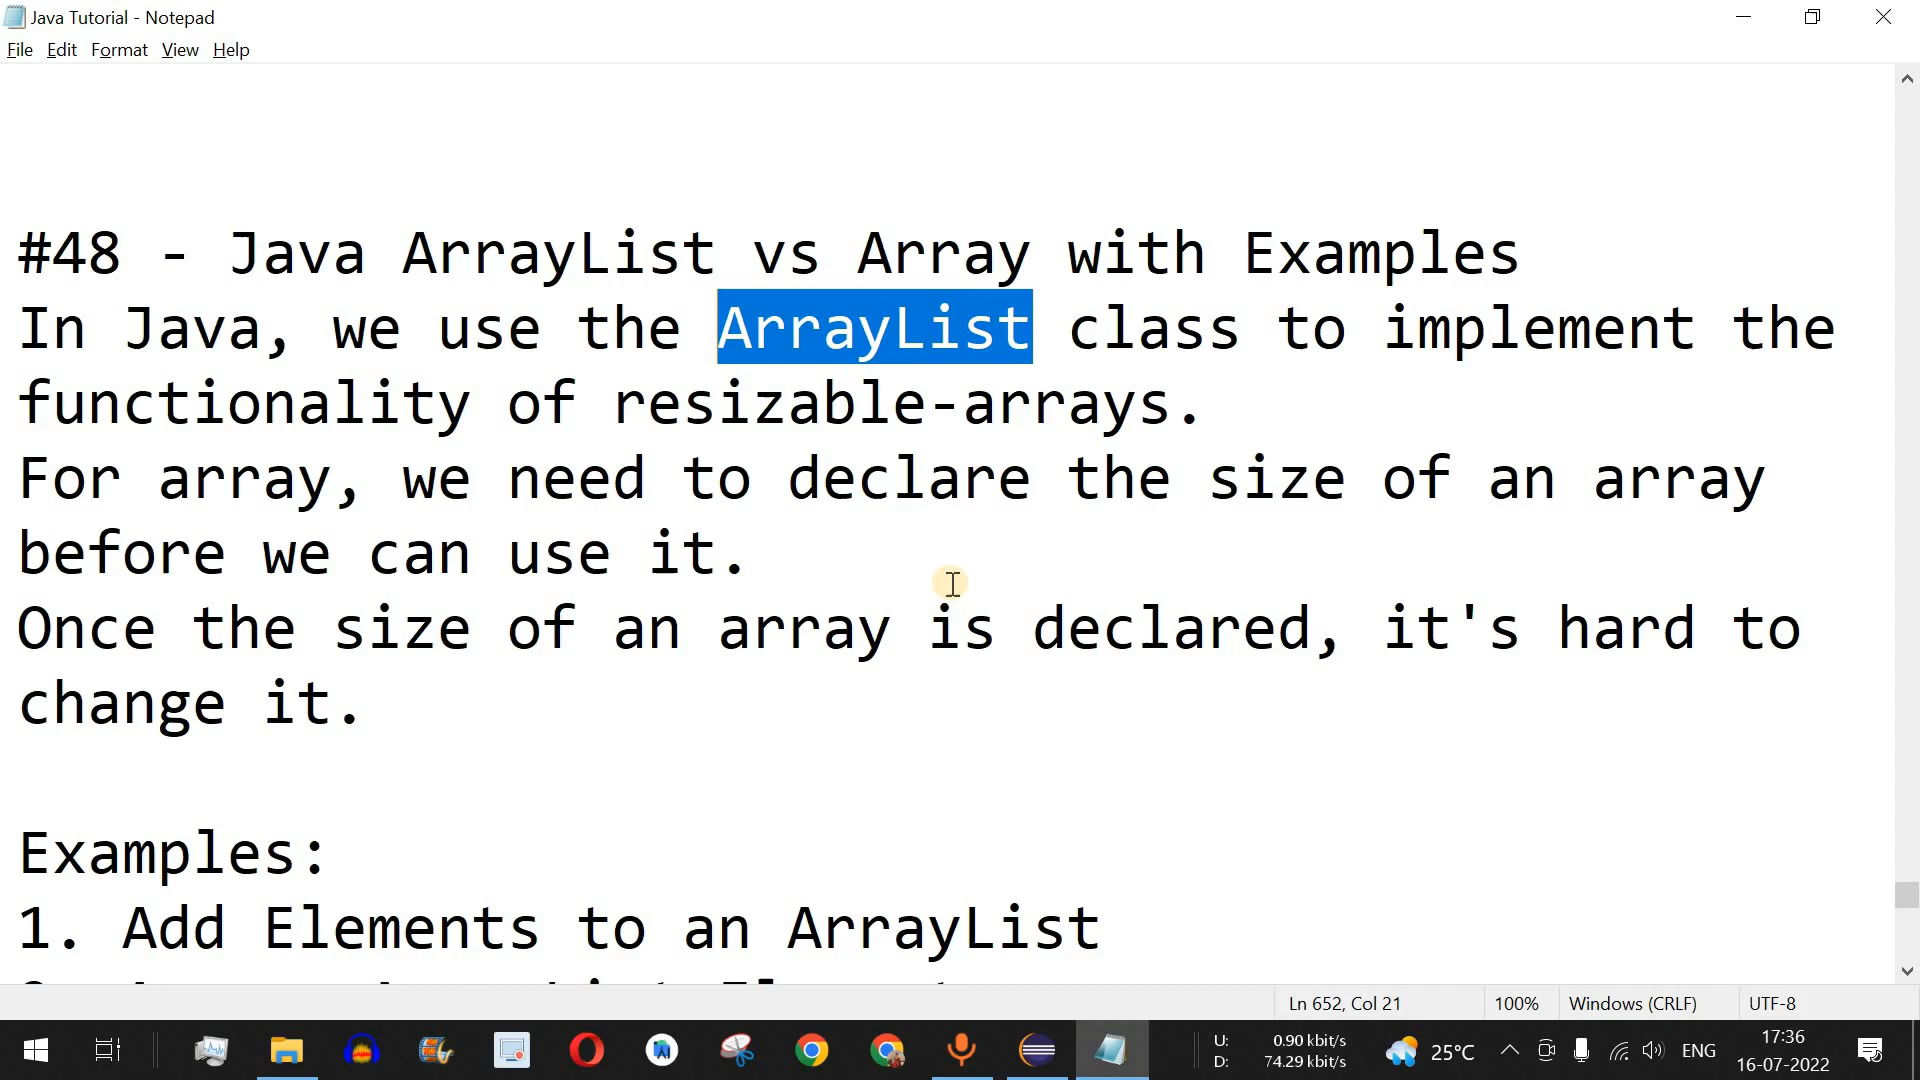 Java Tutorial - Notepad
File Edit Format View Help
#48 - Java ArrayList vs Array with Examples
In Java, we use the ArrayList class to implement the
functionality of resizable-arrays.
For array, we need to declare the size of an array
before we can use it.
Once the size of an array is declared, it's hard to
change it.
Examples:
1. Add Elements to an ArrayList
Ln 652, Col 21 100% Windows (CRLF) UTF-8
U: 0.90 kbit/s
D: 74.29 kbit/s
25°C
ENG
17:36
16-07-2022